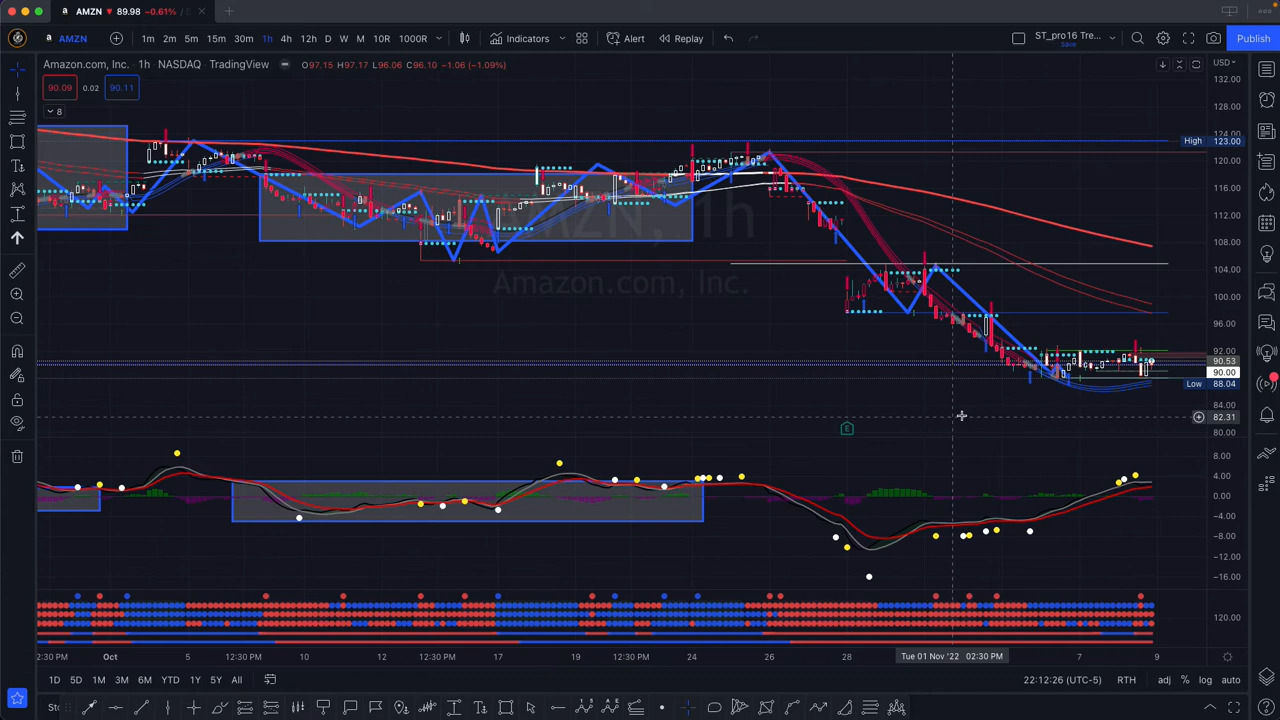 AMZN ▼ 89.98 −0.61%
AMZN 1m 2m 5m 15m 30m 1h 4h 12h D W M 10R 1000R Indicators Alert Replay ST_pro16 Tre... Save Publish
Amazon.com, Inc. · 1h · NASDAQ TradingView O97.15 H97.17 L96.06 C96.10 −1.06 (−1.09%) USD
90.09 0.02 90.11
8
132.00
128.00
124.00
High 123.00
120.00
116.00
112.00
108.00
104.00
100.00
96.00
92.00
90.53
90.00
Low 88.04
84.00
82.31
80.00
AMZN, 1h
Amazon.com, Inc.
E
8.00
4.00
0.00
−4.00
−8.00
−12.00
−16.00
120.00
2:30 PM Oct 5 12:30 PM 10 12 12:30 PM 17 19 12:30 PM 24 26 28 Tue 01 Nov '22 02:30 PM 7 9
1D 5D 1M 3M 6M YTD 1Y 5Y All 22:12:26 (UTC-5) RTH adj % log auto